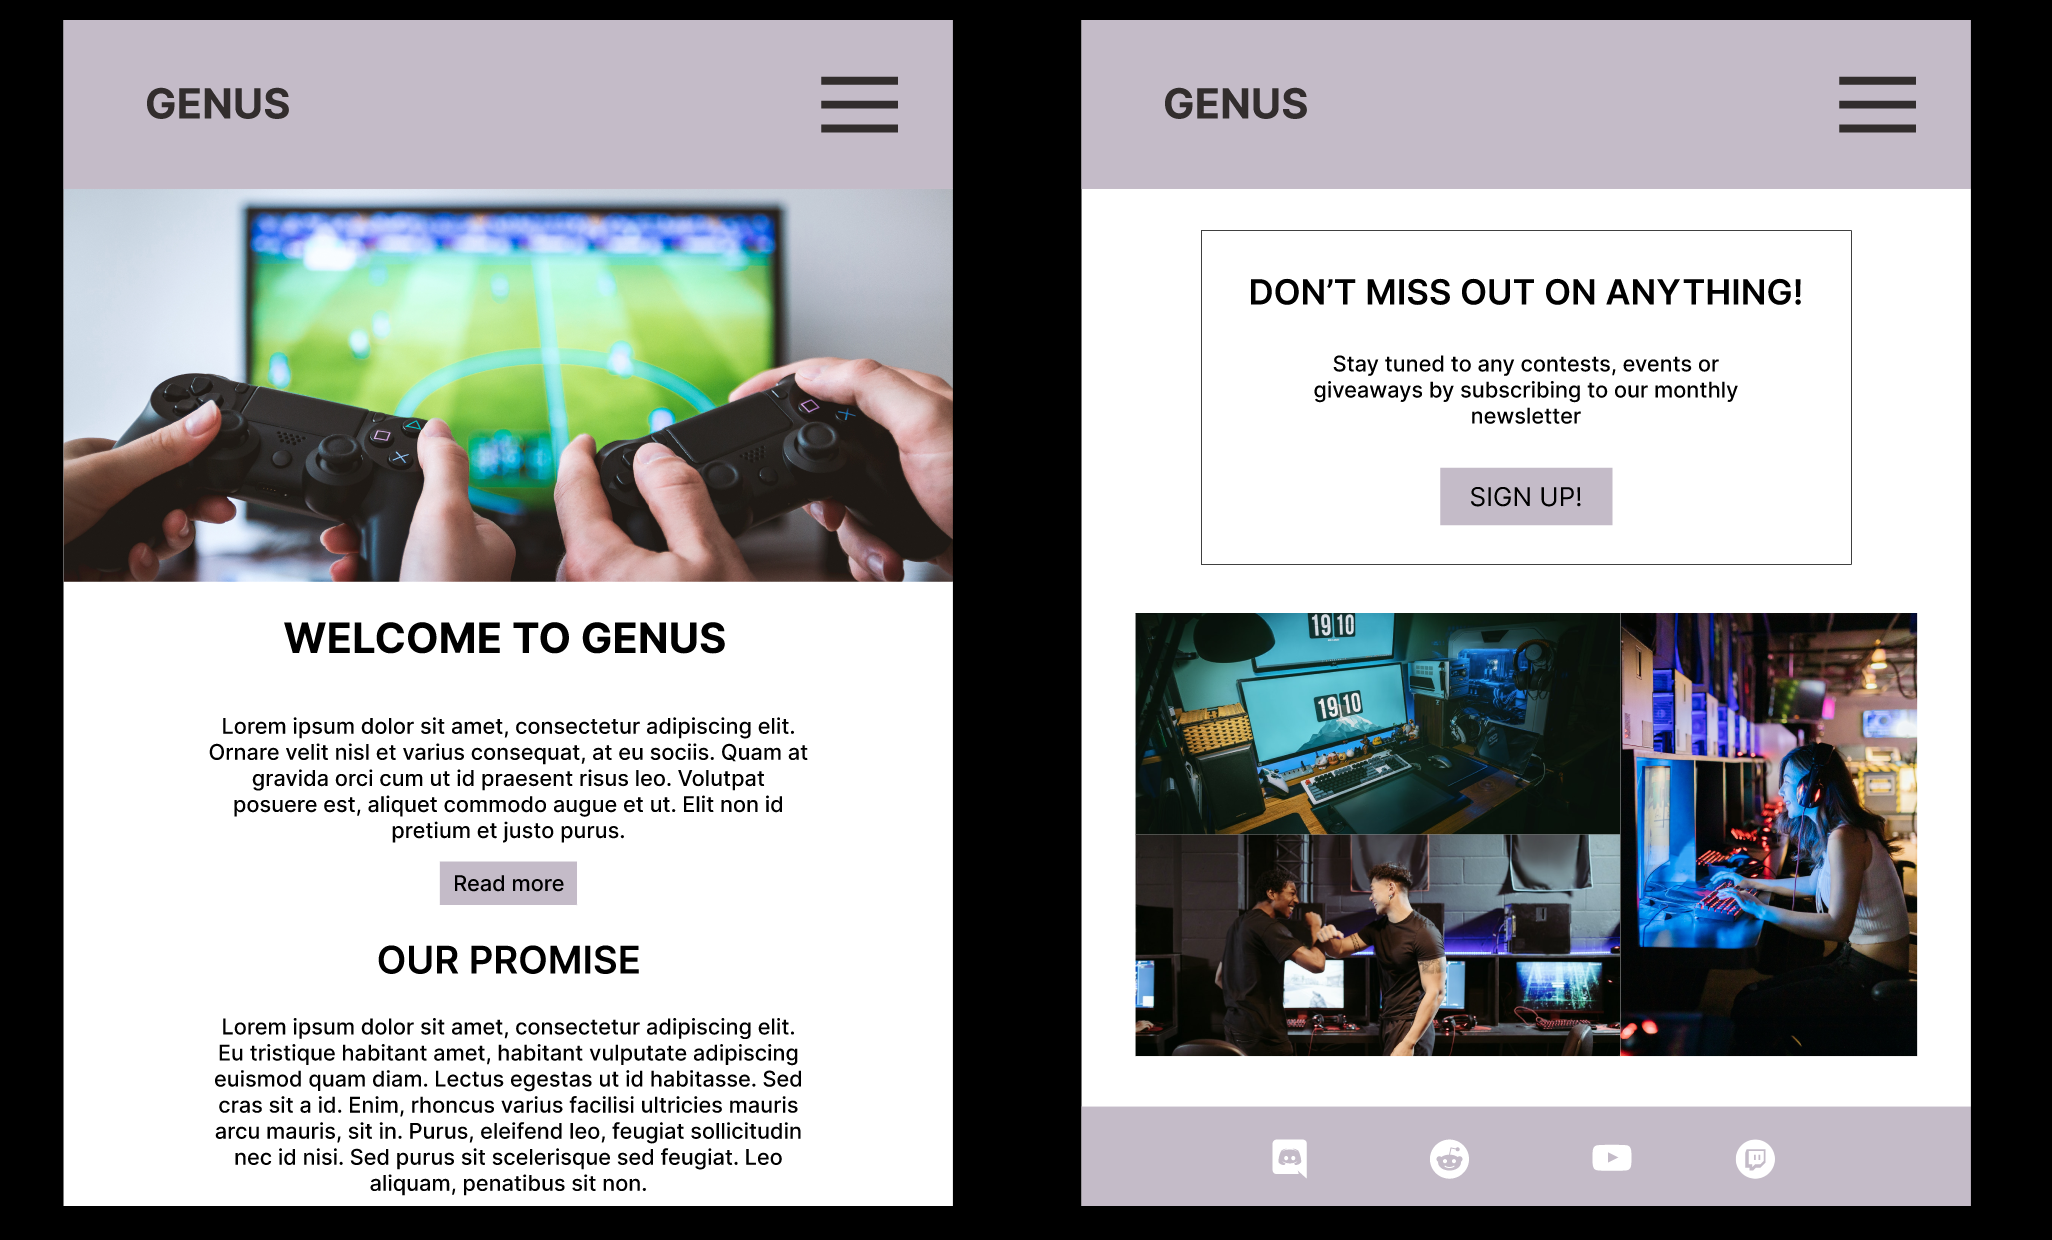 GENUS
WELCOME TO GENUS
Lorem ipsum dolor sit amet, consectetur adipiscing elit.
Ornare velit nisl et varius consequat, at eu sociis. Quam at
gravida orci cum ut id praesent risus leo. Volutpat
posuere est, aliquet commodo augue et ut. Elit non id
pretium et justo purus.
Read more
OUR PROMISE
Lorem ipsum dolor sit amet, consectetur adipiscing elit.
Eu tristique habitant amet, habitant vulputate adipiscing
euismod quam diam. Lectus egestas ut id habitasse. Sed
cras sit a id. Enim, rhoncus varius facilisi ultricies mauris
arcu mauris, sit in. Purus, eleifend leo, feugiat sollicitudin
nec id nisi. Sed purus sit scelerisque sed feugiat. Leo
aliquam, penatibus sit non.
GENUS
DON’T MISS OUT ON ANYTHING!
Stay tuned to any contests, events or
giveaways by subscribing to our monthly
newsletter
SIGN UP!
19 10
19 10